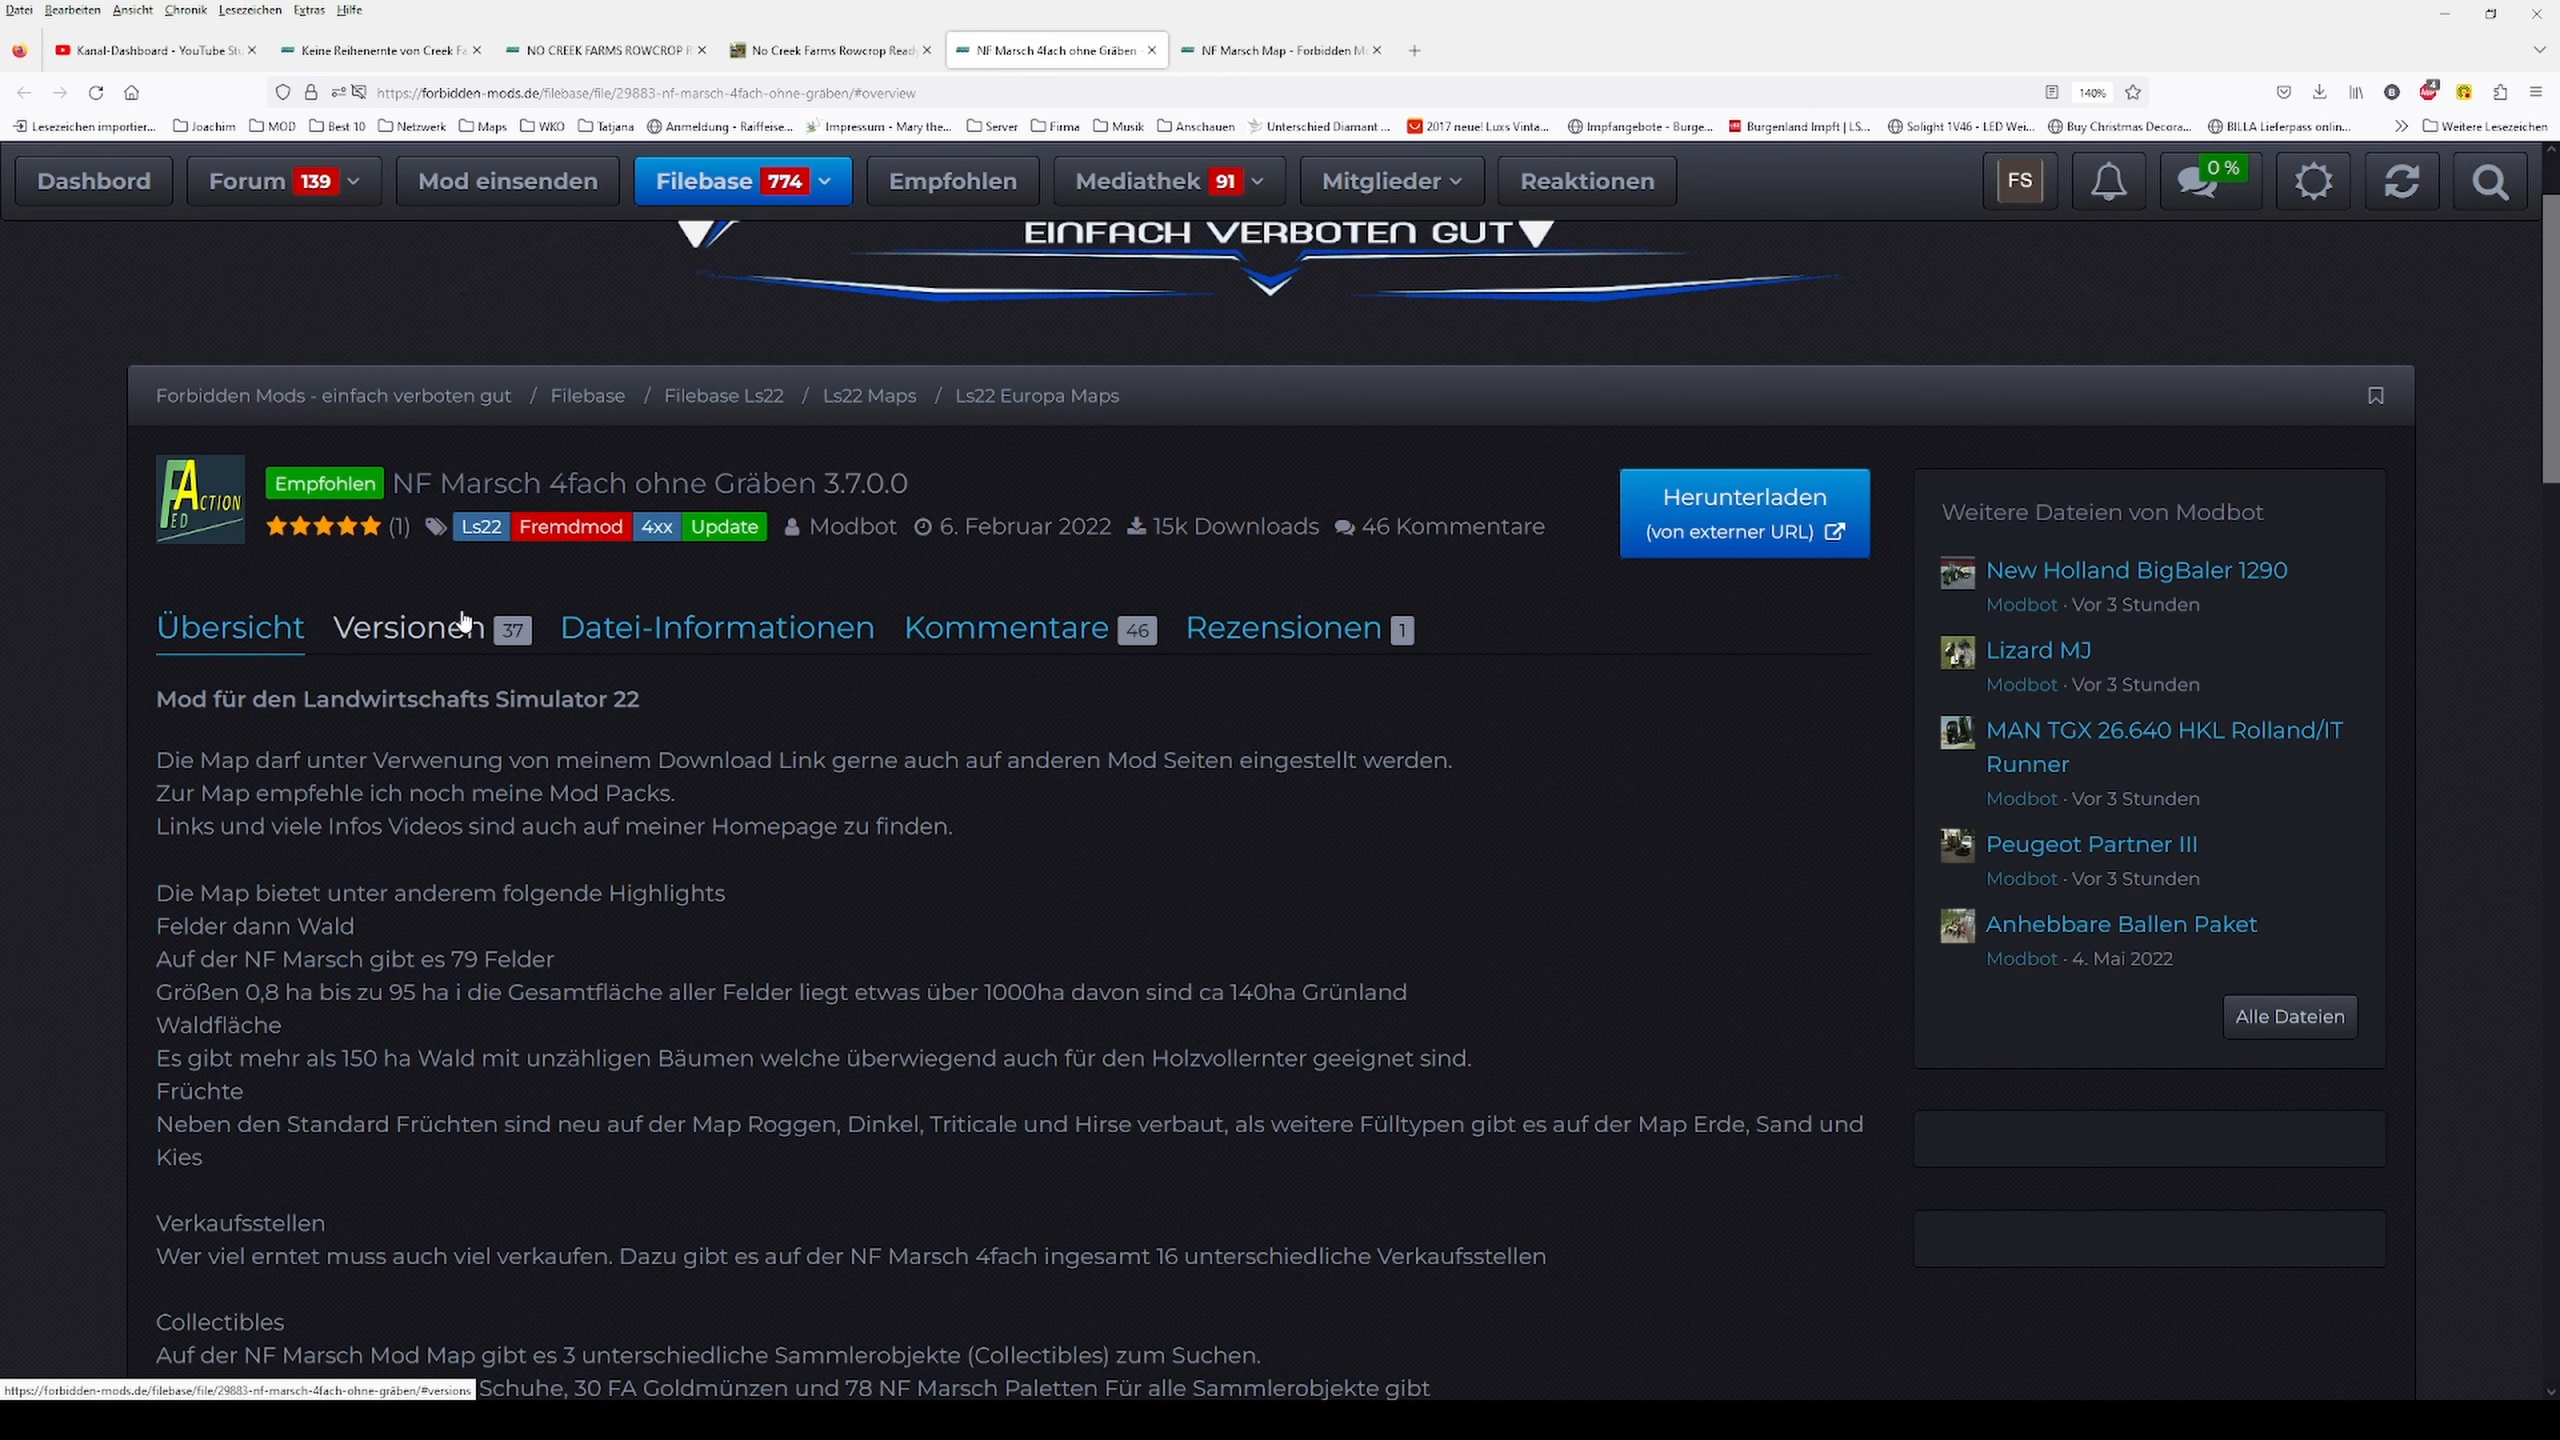 Datei Bearbeiten Ansicht Chronik Lesezeichen Extras Hilfe
Kanal-Dashboard - YouTube Stu
Keine Reihenernte von Creek Fa
NO CREEK FARMS ROWCROP R
No Creek Farms Rowcrop Read
NF Marsch 4fach ohne Gräben -
NF Marsch Map - Forbidden Mo
https://forbidden-mods.de/filebase/file/29883-nf-marsch-4fach-ohne-gräben/#overview
140%
4
Lesezeichen importier... Joachim MOD Best 10 Netzwerk Maps WKO Tatjana Anmeldung - Raiffeise... Impressum - Mary the... Server Firma Musik Anschauen Unterschied Diamant ... 2017 neue! Luxs Vinta... Impfangebote - Burge... Burgenland Impft | LS... Solight 1V46 - LED Wei... Buy Christmas Decora... BILLA Lieferpass onlin... Weitere Lesezeichen
Dashbord Forum 139 Mod einsenden Filebase 774 Empfohlen Mediathek 91 Mitglieder Reaktionen FS 0 %
EINFACH VERBOTEN GUT
Forbidden Mods - einfach verboten gut / Filebase / Filebase Ls22 / Ls22 Maps / Ls22 Europa Maps
FA
ACTION
ED
Empfohlen NF Marsch 4fach ohne Gräben 3.7.0.0
(1) Ls22 Fremdmod 4xx Update Modbot 6. Februar 2022 15k Downloads 46 Kommentare
Herunterladen
(von externer URL)
Übersicht Versionen 37 Datei-Informationen Kommentare 46 Rezensionen 1
Mod für den Landwirtschafts Simulator 22
Die Map darf unter Verwenung von meinem Download Link gerne auch auf anderen Mod Seiten eingestellt werden.
Zur Map empfehle ich noch meine Mod Packs.
Links und viele Infos Videos sind auch auf meiner Homepage zu finden.
Die Map bietet unter anderem folgende Highlights
Felder dann Wald
Auf der NF Marsch gibt es 79 Felder
Größen 0,8 ha bis zu 95 ha i die Gesamtfläche aller Felder liegt etwas über 1000ha davon sind ca 140ha Grünland
Waldfläche
Es gibt mehr als 150 ha Wald mit unzähligen Bäumen welche überwiegend auch für den Holzvollernter geeignet sind.
Früchte
Neben den Standard Früchten sind neu auf der Map Roggen, Dinkel, Triticale und Hirse verbaut, als weitere Fülltypen gibt es auf der Map Erde, Sand und
Kies
Verkaufsstellen
Wer viel erntet muss auch viel verkaufen. Dazu gibt es auf der NF Marsch 4fach ingesamt 16 unterschiedliche Verkaufsstellen
Collectibles
Auf der NF Marsch Mod Map gibt es 3 unterschiedliche Sammlerobjekte (Collectibles) zum Suchen.
Schuhe, 30 FA Goldmünzen und 78 NF Marsch Paletten Für alle Sammlerobjekte gibt
https://forbidden-mods.de/filebase/file/29883-nf-marsch-4fach-ohne-gräben/#versions
Weitere Dateien von Modbot
New Holland BigBaler 1290
Modbot · Vor 3 Stunden
Lizard MJ
Modbot · Vor 3 Stunden
MAN TGX 26.640 HKL Rolland/IT
Runner
Modbot · Vor 3 Stunden
Peugeot Partner III
Modbot · Vor 3 Stunden
Anhebbare Ballen Paket
Modbot · 4. Mai 2022
Alle Dateien